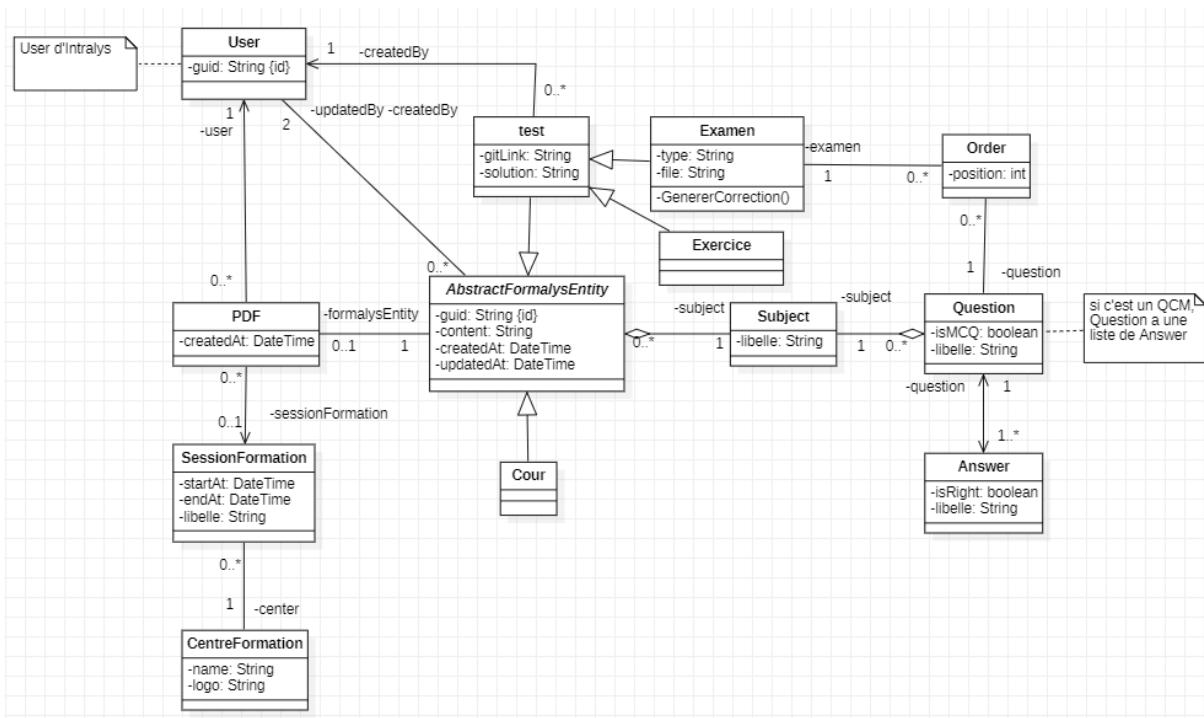 User d'Intralys
User
-guid: String {id}
1
-createdBy
0..*
1
-user
2
-updatedBy -createdBy
0..*
test
-gitLink: String
-solution: String
Examen
-type: String
-file: String
-GenererCorrection()
-examen
1
0..*
Order
-position: int
0..*
1
-question
Exercice
0..*
PDF
-createdAt: DateTime
-formalysEntity
0..1
1
AbstractFormalysEntity
-guid: String {id}
-content: String
-createdAt: DateTime
-updatedAt: DateTime
0..*
-subject
1
Subject
-libelle: String
-subject
1
0..*
Question
-isMCQ: boolean
-libelle: String
si c'est un QCM,
Question a une
liste de Answer
-question
1
1..*
Answer
-isRight: boolean
-libelle: String
0..*
0..1
-sessionFormation
SessionFormation
-startAt: DateTime
-endAt: DateTime
-libelle: String
Cour
0..*
1
-center
CentreFormation
-name: String
-logo: String